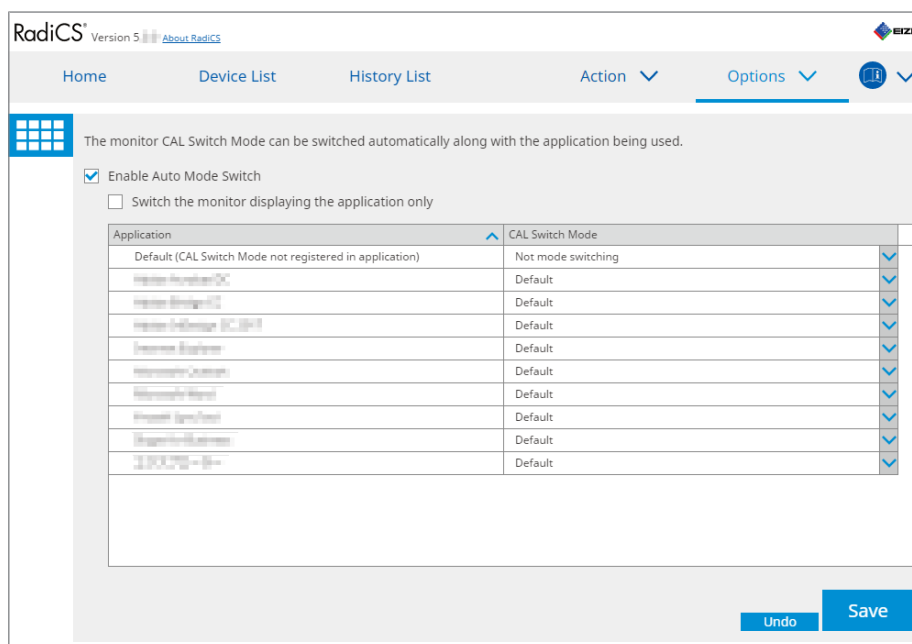 RadiCS® Version 5. About RadiCS
EIZ
Home Device List History List Action Options
The monitor CAL Switch Mode can be switched automatically along with the application being used.
Enable Auto Mode Switch
Switch the monitor displaying the application only
Application CAL Switch Mode
Default (CAL Switch Mode not registered in application) Not mode switching
Default
Default
Default
Default
Default
Default
Default
Default
Default
Save
Undo